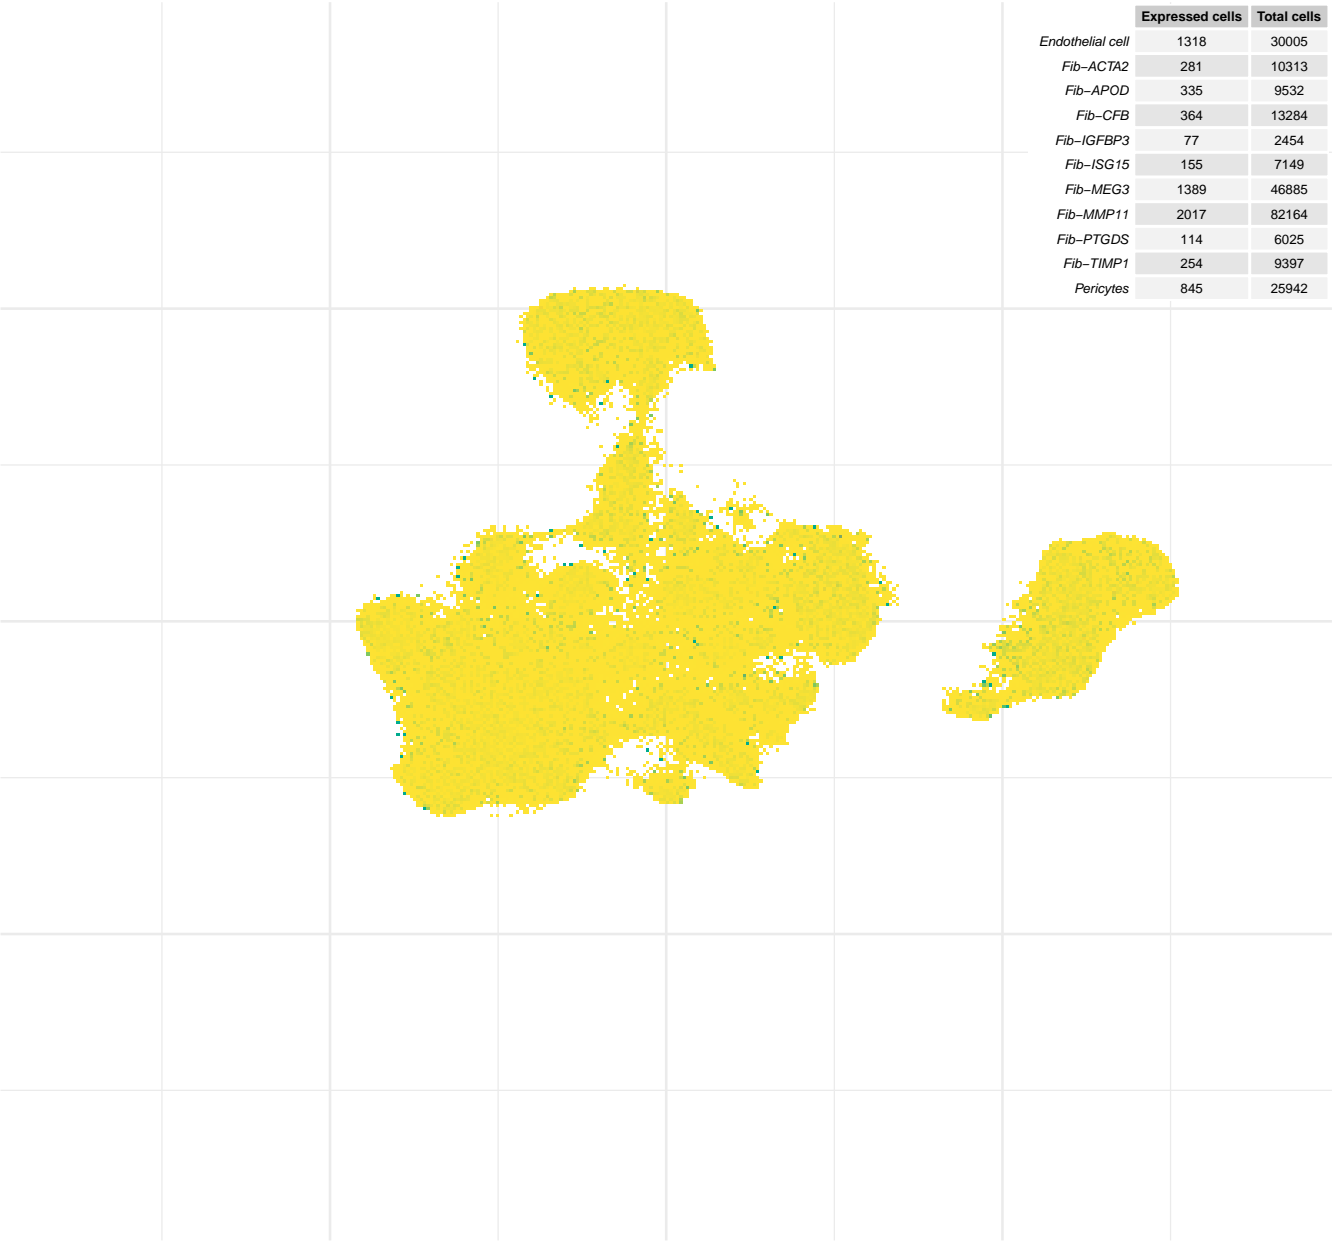 Expressed cells Total cells
Endothelial cell 1318 30005
Fib−ACTA2 281 10313
Fib−APOD 335 9532
Fib−CFB 364 13284
Fib−IGFBP3 77 2454
Fib−ISG15 155 7149
Fib−MEG3 1389 46885
Fib−MMP11 2017 82164
Fib−PTGDS 114 6025
Fib−TIMP1 254 9397
Pericytes 845 25942